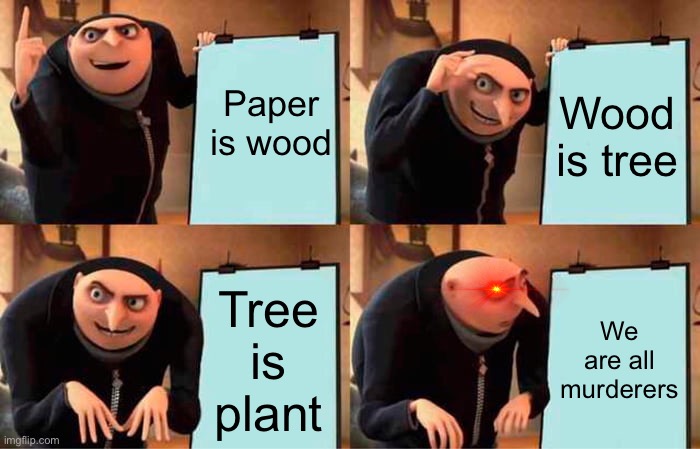 Paper
is wood
Wood
is tree
Tree
is
plant
We
are all
murderers
imgflip.com